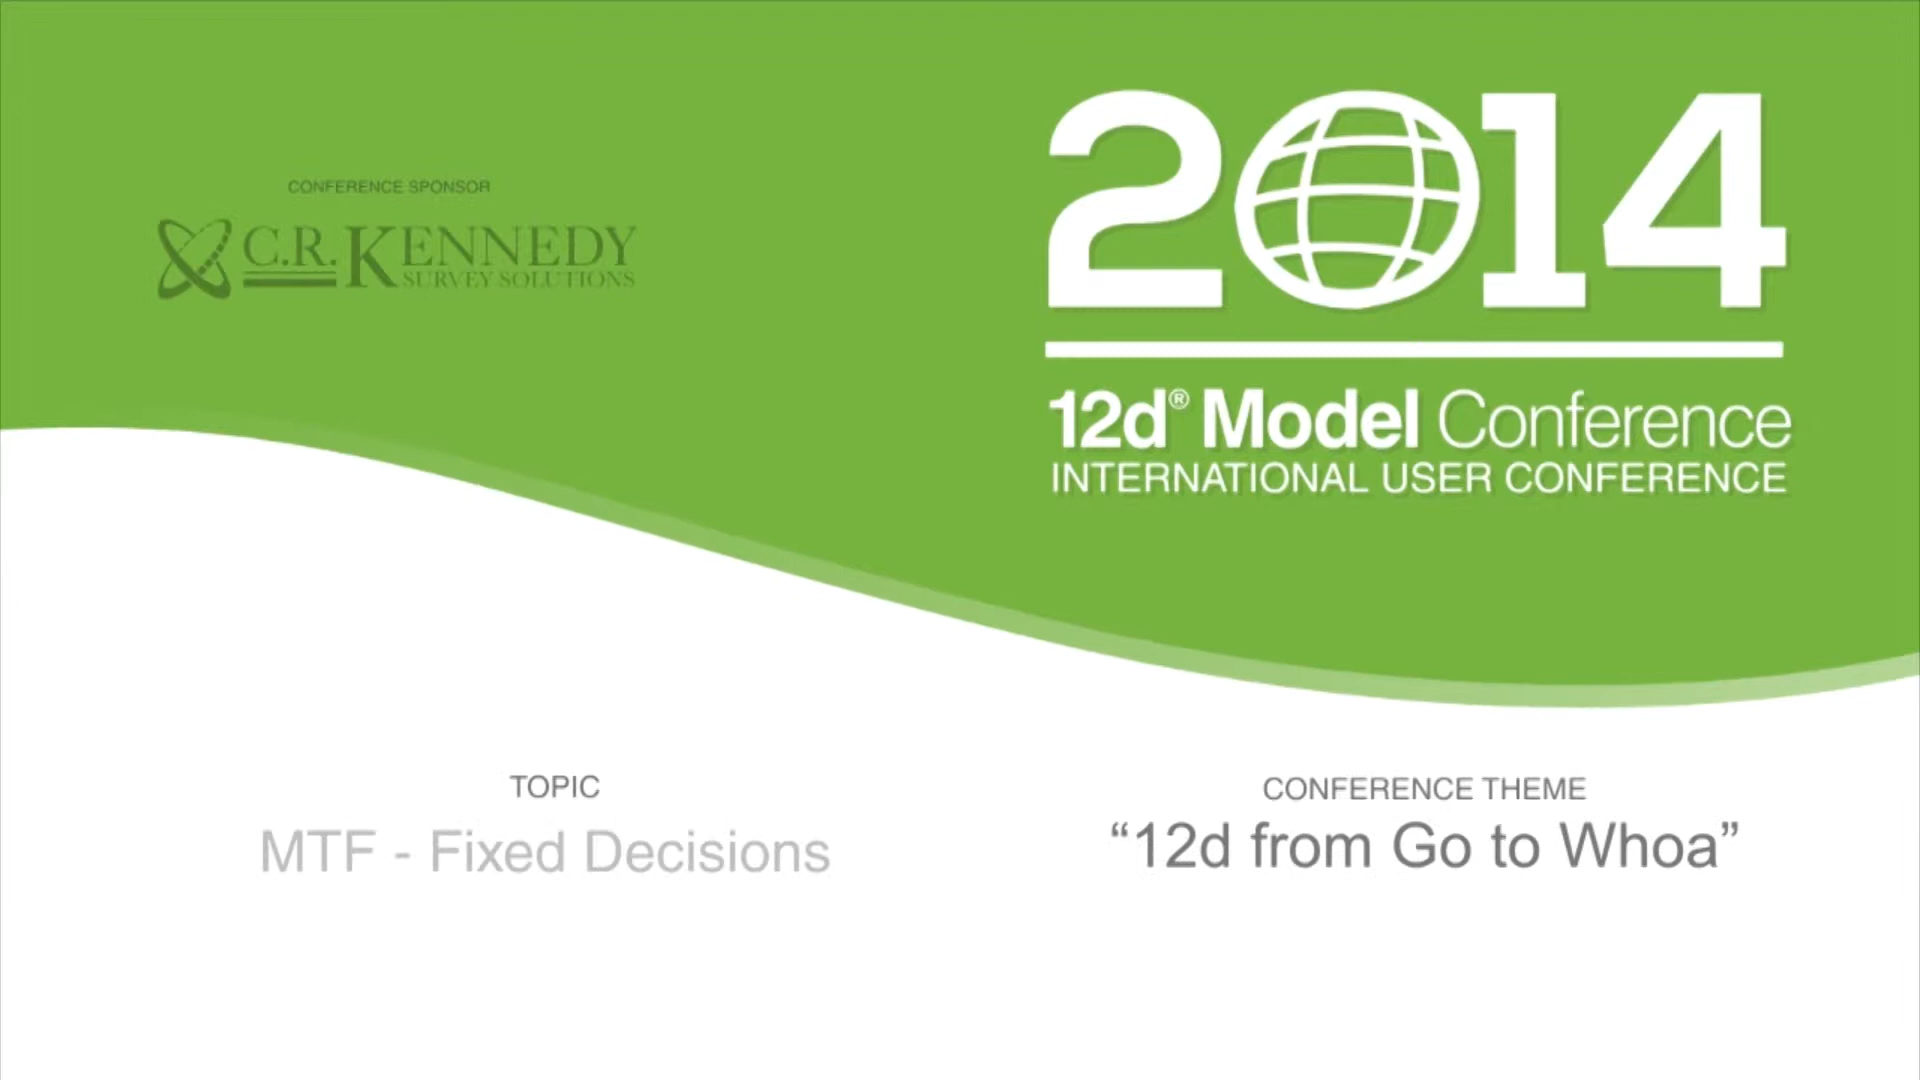 CONFERENCE SPONSOR
C.R. KENNEDY
SURVEY SOLUTIONS
2014
12d® Model Conference
INTERNATIONAL USER CONFERENCE
TOPIC
MTF - Fixed Decisions
CONFERENCE THEME
“12d from Go to Whoa”